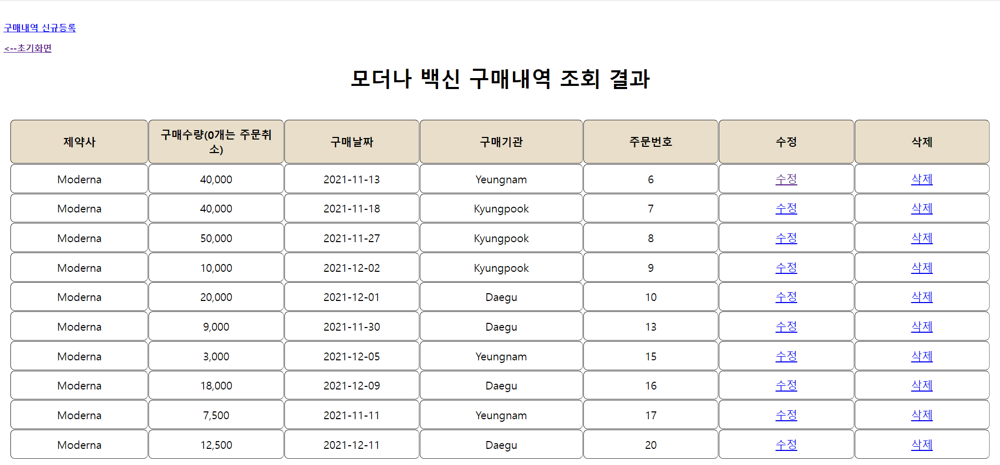 구매내역 신규등록
<--초기화면
모더나 백신 구매내역 조회 결과
제약사 구매수량(0개는 주문취소) 구매날짜 구매기관 주문번호 수정 삭제
Moderna 40,000 2021-11-13 Yeungnam 6 수정 삭제
Moderna 40,000 2021-11-18 Kyungpook 7 수정 삭제
Moderna 50,000 2021-11-27 Kyungpook 8 수정 삭제
Moderna 10,000 2021-12-02 Kyungpook 9 수정 삭제
Moderna 20,000 2021-12-01 Daegu 10 수정 삭제
Moderna 9,000 2021-11-30 Daegu 13 수정 삭제
Moderna 3,000 2021-12-05 Yeungnam 15 수정 삭제
Moderna 18,000 2021-12-09 Daegu 16 수정 삭제
Moderna 7,500 2021-11-11 Yeungnam 17 수정 삭제
Moderna 12,500 2021-12-11 Daegu 20 수정 삭제